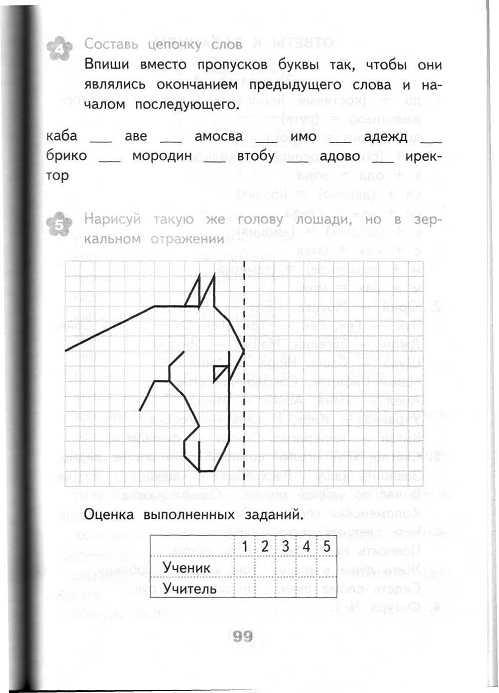 4 Составь цепочку слов
Впиши вместо пропусков буквы так, чтобы они
являлись окончанием предыдущего слова и на-
чалом последующего.
каба ___ аве ___ амосва ___ имо ___ адежд ___
брико ___ мородин ___ втобу ___ адово ___ ирек-
тор
5 Нарисуй такую же голову лошади, но в зер-
кальном отражении
Оценка выполненных заданий.
1 2 3 4 5
Ученик
Учитель
99